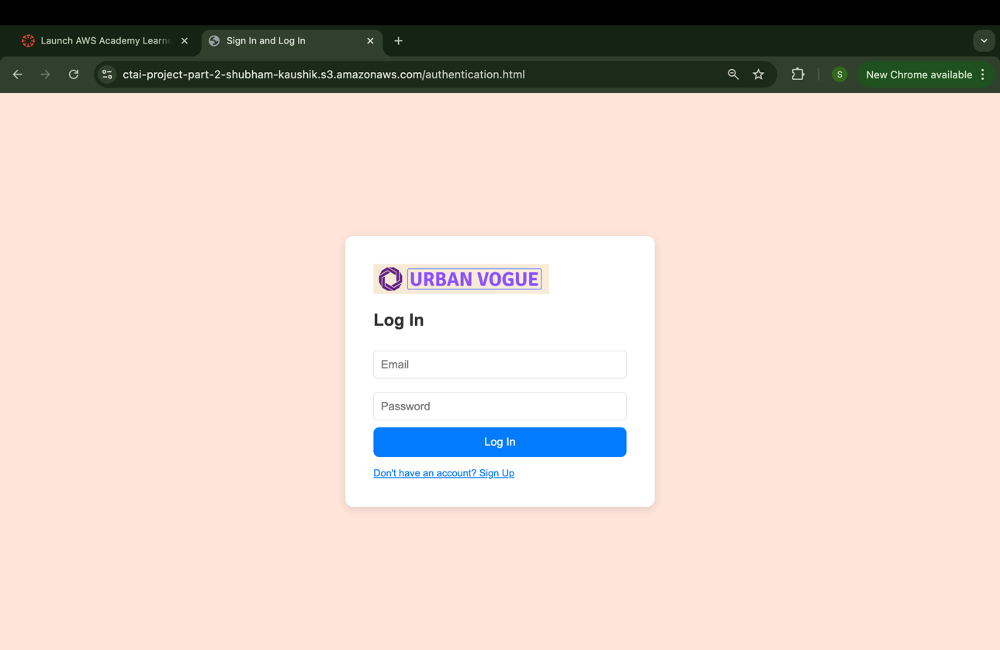 Launch AWS Academy Learne
Sign In and Log In
ctai-project-part-2-shubham-kaushik.s3.amazonaws.com/authentication.html
S
New Chrome available
URBAN VOGUE
Log In
Email
Password
Log In
Don't have an account? Sign Up